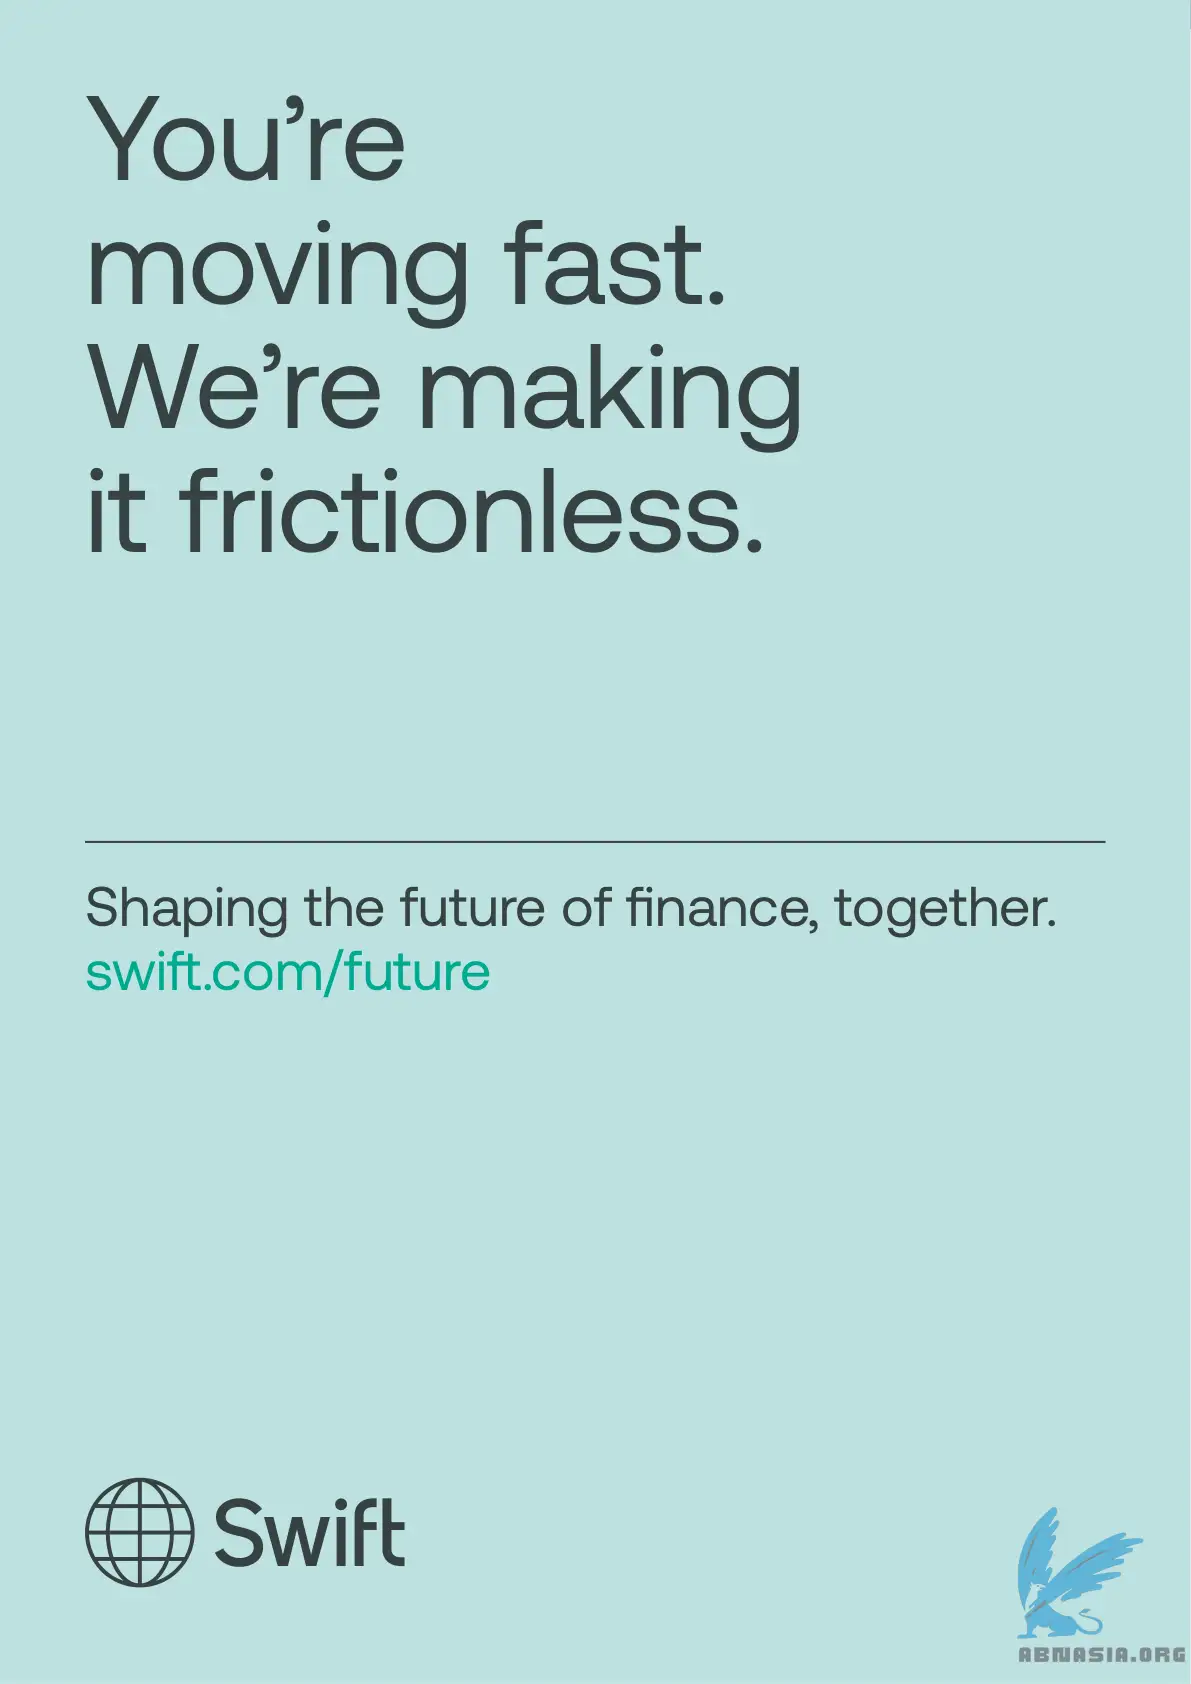 You’re
moving fast.
We’re making
it frictionless.
Shaping the future of finance, together.
swift.com/future
Swift
ABNASIA.ORG